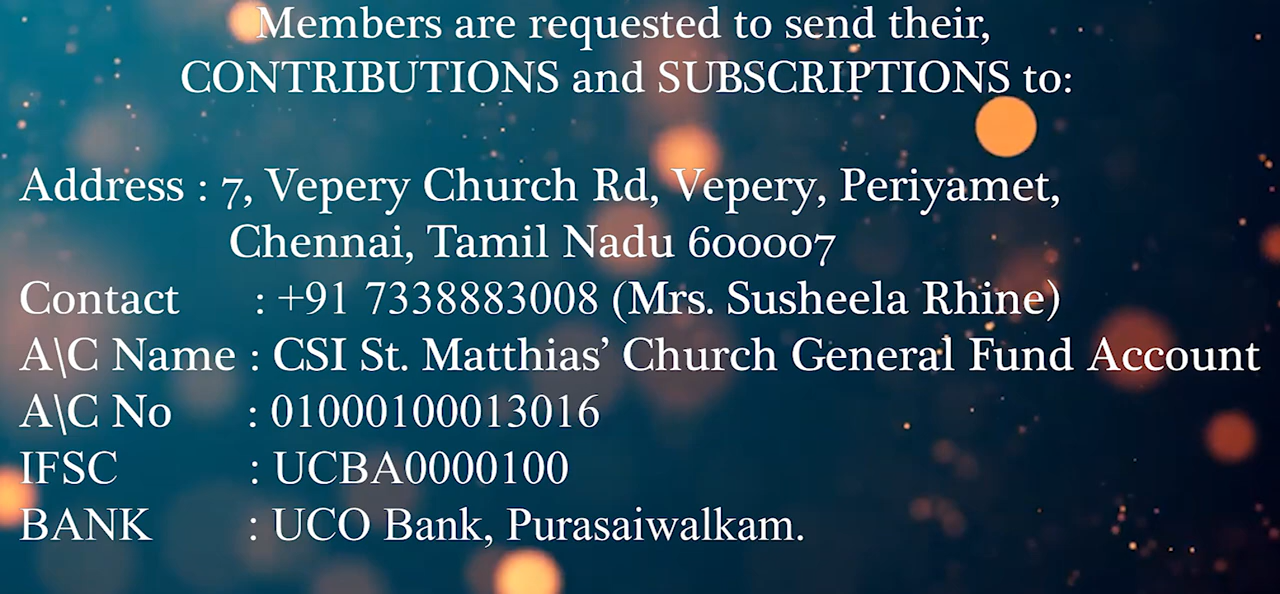 Members are requested to send their,
CONTRIBUTIONS and SUBSCRIPTIONS to:
Address : 7, Vepery Church Rd, Vepery, Periyamet,
Chennai, Tamil Nadu 600007
Contact : +91 7338883008 (Mrs. Susheela Rhine)
A\C Name : CSI St. Matthias’ Church General Fund Account
A\C No : 01000100013016
IFSC : UCBA0000100
BANK : UCO Bank, Purasaiwalkam.